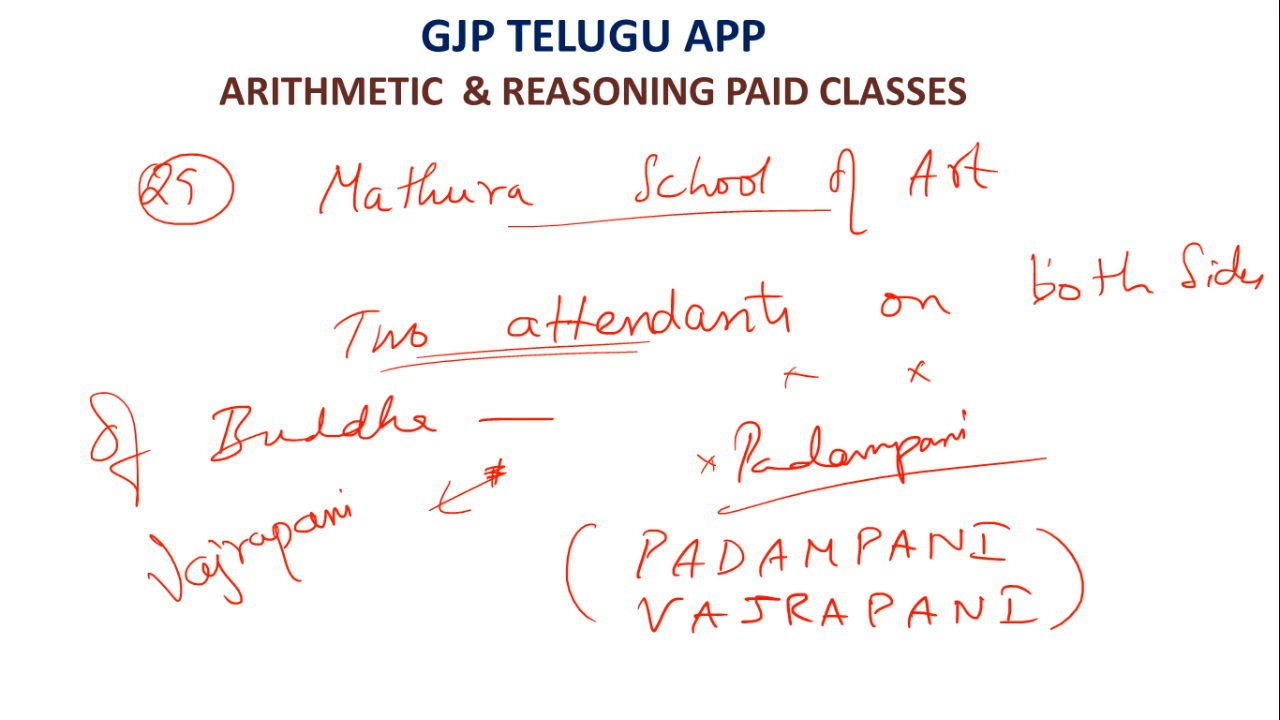 GJP TELUGU APP
ARITHMETIC & REASONING PAID CLASSES
25 Mathura School of Art
Two attendants on both Sides
of Buddha —
Padampani
Vajrapani
(PADAMPANI
VAJRAPANI)